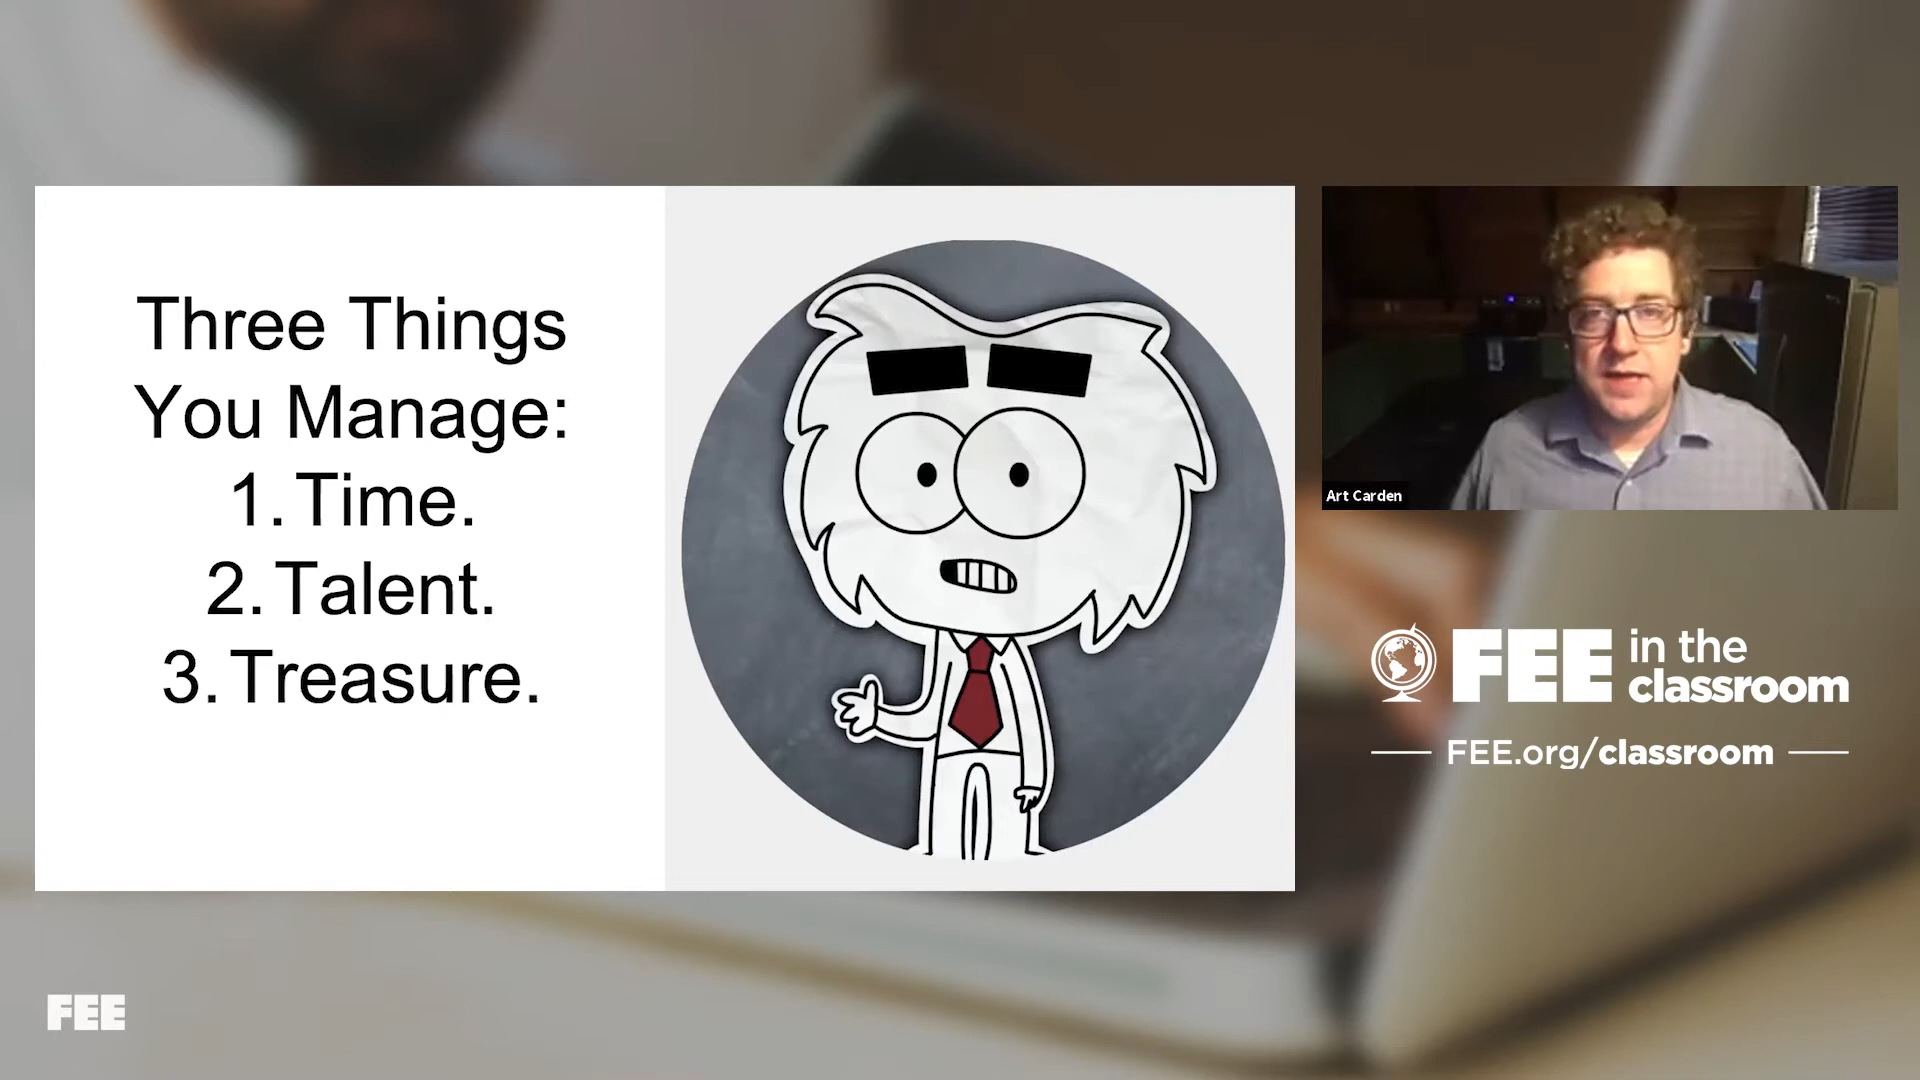 Three Things
You Manage:
1. Time.
2. Talent.
3. Treasure.
Art Carden
FEE in the
classroom
FEE.org/classroom
FEE